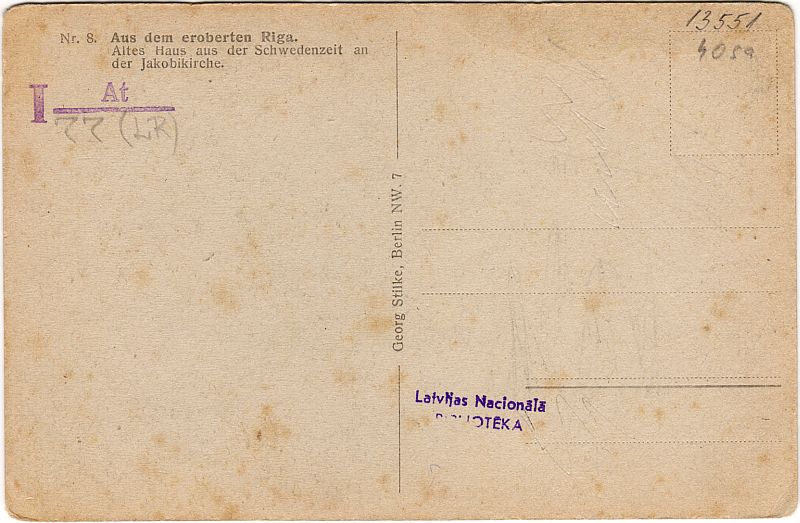 Nr. 8. Aus dem eroberten Riga.
Altes Haus aus der Schwedenzeit an
der Jakobikirche.
I At
77 (LR)
13551
Georg Stilke, Berlin NW. 7
Latvijas Nacionālā
BIBLIOTĒKA